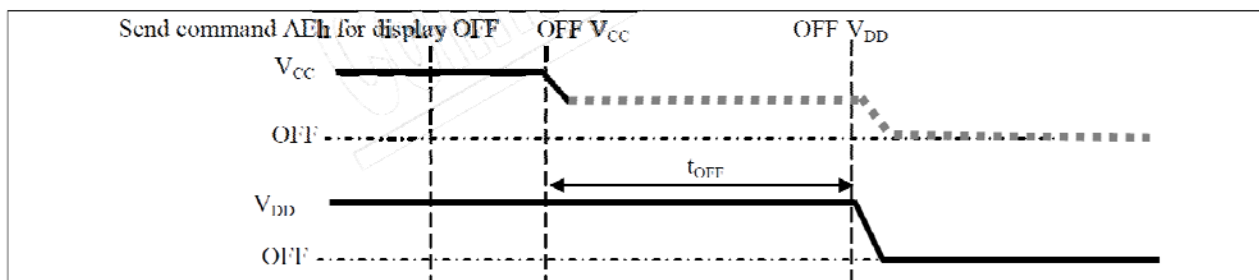 Send command AEh for display OFF OFF VCC OFF VDD
VCC
OFF
tOFF
VDD
OFF